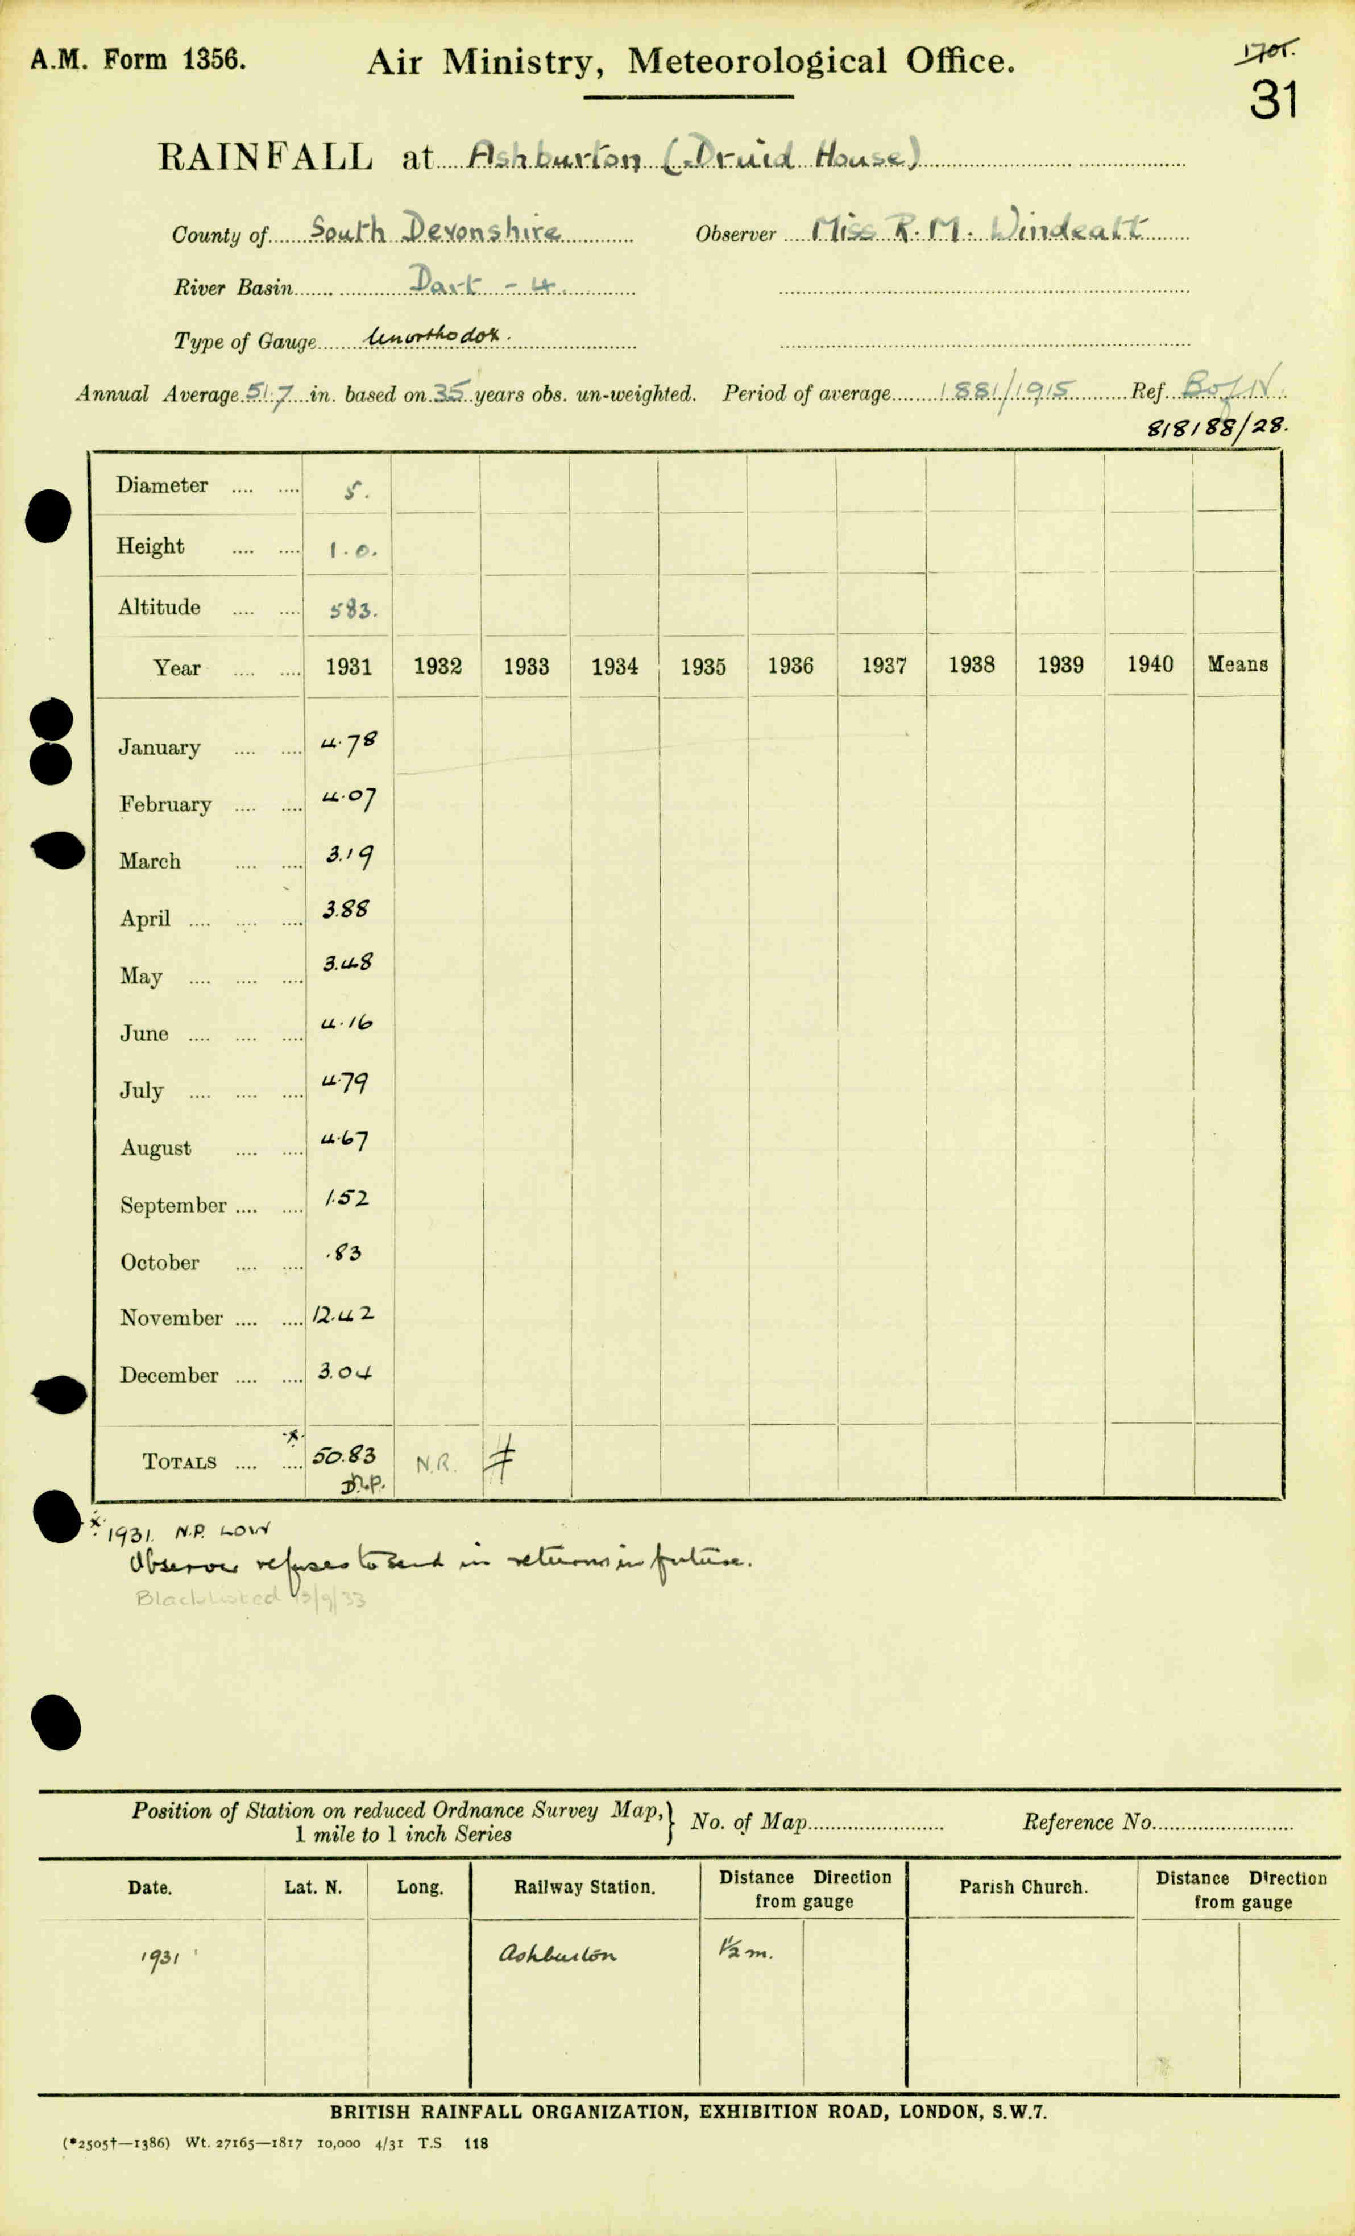 A.M. Form 1356.
Air Ministry, Meteorological Office.
1705.
31
RAINFALL at Ashburton (Druid House)
County of South Devonshire Observer Miss R.M. Windeatt
River Basin Dart - 4.
Type of Gauge Unorthodox.
Annual Average 51.7 in. based on 35 years obs. un-weighted. Period of average 1881/1915 Ref. B of N.
818188/28.
Diameter .... .... 5.
Height .... .... 1.0.
Altitude .... .... 583.
Year .... .... 1931 1932 1933 1934 1935 1936 1937 1938 1939 1940 Means
January .... .... 4.78
February .... .... 4.07
March .... .... 3.19
April .... .... .... 3.88
May .... .... .... 3.48
June .... .... .... 4.16
July .... .... .... 4.79
August .... .... 4.67
September .... .... 1.52
October .... .... .83
November .... .... 12.42
December .... .... 3.04
TOTALS .... .... * 50.83 N.R. ‡
N.P.
* 1931. N.P. LOW
Observer refuses to send in returns in future.
Blacklisted 13/9/33
Position of Station on reduced Ordnance Survey Map, } No. of Map Reference No.
1 mile to 1 inch Series
Date. Lat. N. Long. Railway Station. Distance Direction from gauge Parish Church. Distance Direction from gauge
1931 Ashburton 1/2 m.
BRITISH RAINFALL ORGANIZATION, EXHIBITION ROAD, LONDON, S.W.7.
(*2505†—1386) Wt. 27165—1817 10,000 4/31 T.S 118